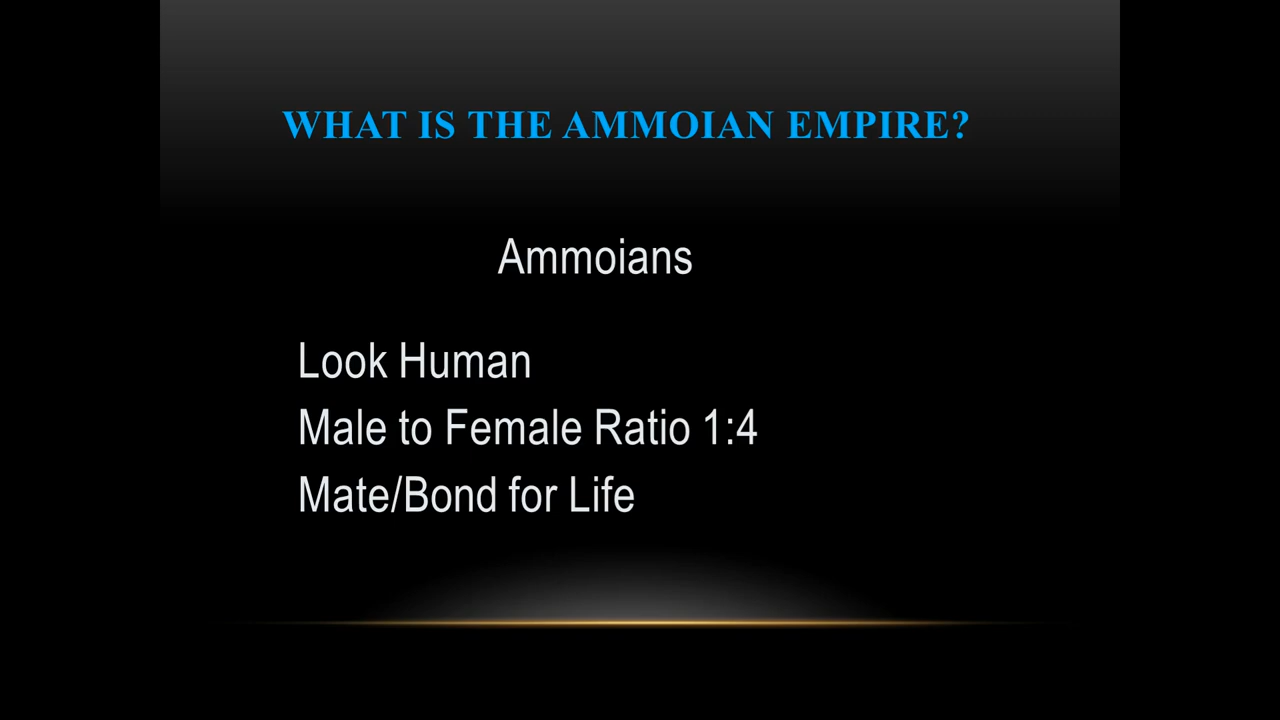 WHAT IS THE AMMOIAN EMPIRE?
Ammoians
Look Human
Male to Female Ratio 1:4
Mate/Bond for Life